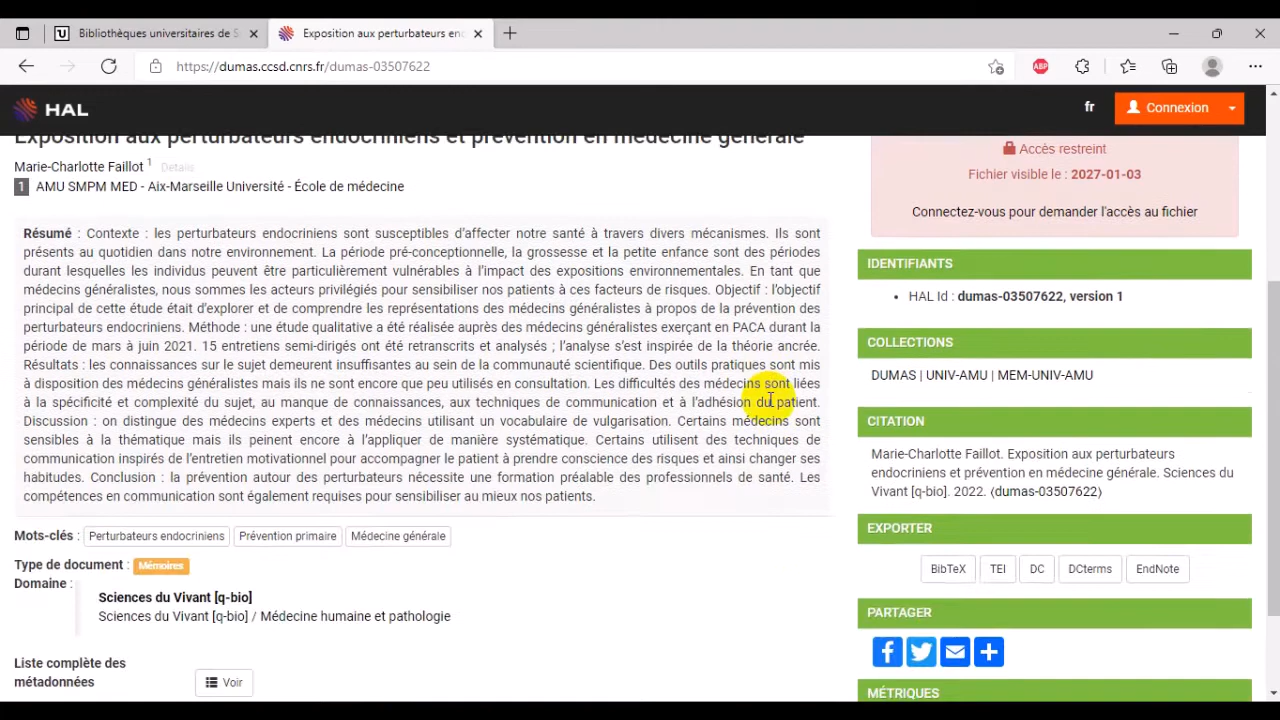 Bibliothèques universitaires de S
Exposition aux perturbateurs en
https://dumas.ccsd.cnrs.fr/dumas-03507622
ABP
HAL
fr
Connexion
Exposition aux perturbateurs endocriniens et prévention en médecine générale
Marie-Charlotte Faillot 1 Détails
1 AMU SMPM MED - Aix-Marseille Université - École de médecine
Résumé : Contexte : les perturbateurs endocriniens sont susceptibles d'affecter notre santé à travers divers mécanismes. Ils sont
présents au quotidien dans notre environnement. La période pré-conceptionnelle, la grossesse et la petite enfance sont des périodes
durant lesquelles les individus peuvent être particulièrement vulnérables à l'impact des expositions environnementales. En tant que
médecins généralistes, nous sommes les acteurs privilégiés pour sensibiliser nos patients à ces facteurs de risques. Objectif : l'objectif
principal de cette étude était d'explorer et de comprendre les représentations des médecins généralistes à propos de la prévention des
perturbateurs endocriniens. Méthode : une étude qualitative a été réalisée auprès des médecins généralistes exerçant en PACA durant la
période de mars à juin 2021. 15 entretiens semi-dirigés ont été retranscrits et analysés ; l'analyse s'est inspirée de la théorie ancrée.
Résultats : les connaissances sur le sujet demeurent insuffisantes au sein de la communauté scientifique. Des outils pratiques sont mis
à disposition des médecins généralistes mais ils ne sont encore que peu utilisés en consultation. Les difficultés des médecins sont liées
à la spécificité et complexité du sujet, au manque de connaissances, aux techniques de communication et à l'adhésion du patient.
Discussion : on distingue des médecins experts et des médecins utilisant un vocabulaire de vulgarisation. Certains médecins sont
sensibles à la thématique mais ils peinent encore à l'appliquer de manière systématique. Certains utilisent des techniques de
communication inspirés de l'entretien motivationnel pour accompagner le patient à prendre conscience des risques et ainsi changer ses
habitudes. Conclusion : la prévention autour des perturbateurs nécessite une formation préalable des professionnels de santé. Les
compétences en communication sont également requises pour sensibiliser au mieux nos patients.
Mots-clés : Perturbateurs endocriniens Prévention primaire Médecine générale
Type de document : Mémoires
Domaine :
Sciences du Vivant [q-bio]
Sciences du Vivant [q-bio] / Médecine humaine et pathologie
Liste complète des
métadonnées
Voir
Accès restreint
Fichier visible le : 2027-01-03
Connectez-vous pour demander l'accès au fichier
IDENTIFIANTS
• HAL Id : dumas-03507622, version 1
COLLECTIONS
DUMAS | UNIV-AMU | MEM-UNIV-AMU
CITATION
Marie-Charlotte Faillot. Exposition aux perturbateurs
endocriniens et prévention en médecine générale. Sciences du
Vivant [q-bio]. 2022. ⟨dumas-03507622⟩
EXPORTER
BibTeX TEI DC DCterms EndNote
PARTAGER
MÉTRIQUES